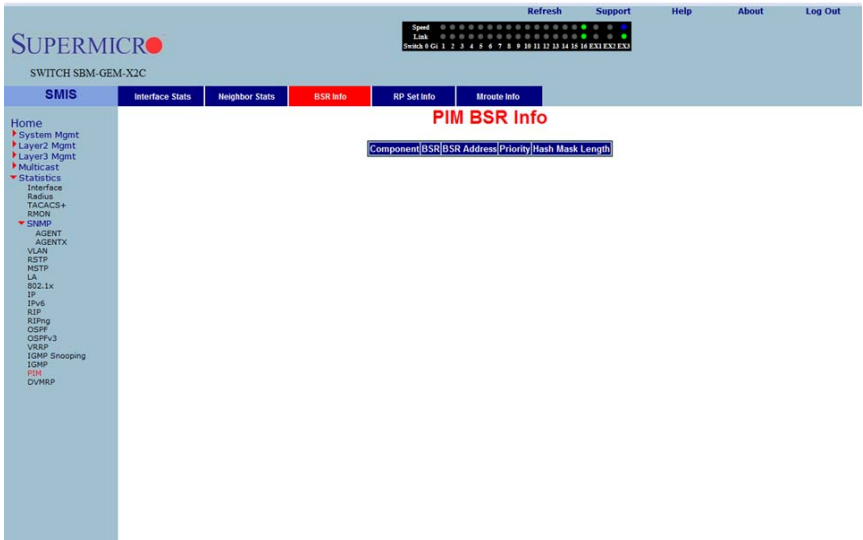 Refresh Support Help About Log Out
SUPERMICRO
SWITCH SBM-GEM-X2C
Speed
Link
Switch 0 Gi 1 2 3 4 5 6 7 8 9 10 11 12 13 14 15 16 EX1 EX2 EX3
SMIS
Interface Stats Neighbor Stats BSR Info RP Set Info Mroute Info
PIM BSR Info
Component BSR BSR Address Priority Hash Mask Length
Home
System Mgmt
Layer2 Mgmt
Layer3 Mgmt
Multicast
Statistics
Interface
Radius
TACACS+
RMON
SNMP
AGENT
AGENTX
VLAN
RSTP
MSTP
LA
802.1x
IP
IPv6
RIP
RIPng
OSPF
OSPFv3
VRRP
IGMP Snooping
IGMP
PIM
DVMRP